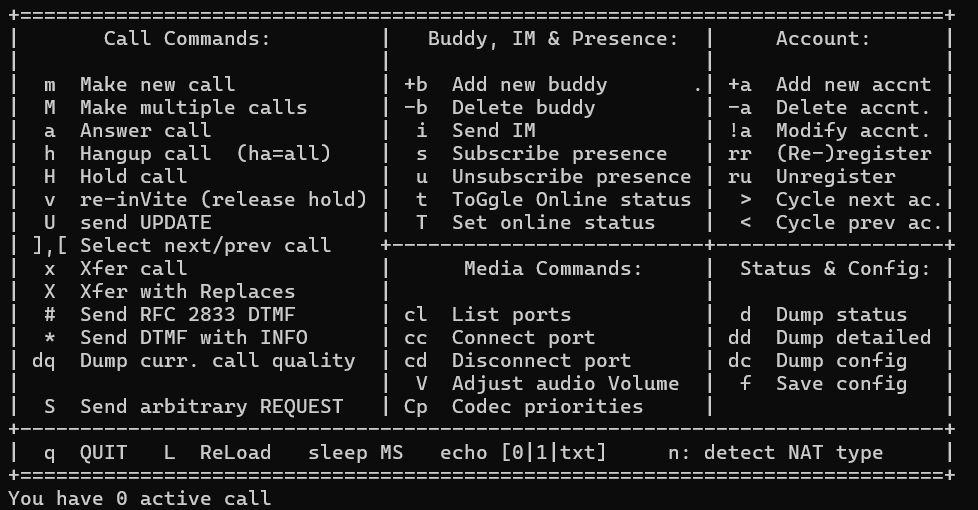 +=============================================================================+
|       Call Commands:         |   Buddy, IM & Presence:  |     Account:      |
|                              |                          |                   |
|  m  Make new call            | +b  Add new buddy       .| +a  Add new accnt |
|  M  Make multiple calls      | -b  Delete buddy         | -a  Delete accnt. |
|  a  Answer call              |  i  Send IM              | !a  Modify accnt. |
|  h  Hangup call  (ha=all)    |  s  Subscribe presence   | rr  (Re-)register |
|  H  Hold call                |  u  Unsubscribe presence | ru  Unregister    |
|  v  re-inVite (release hold) |  t  ToGgle Online status |  >  Cycle next ac.|
|  U  send UPDATE              |  T  Set online status    |  <  Cycle prev ac.|
| ],[ Select next/prev call    +--------------------------+-------------------+
|  x  Xfer call                |      Media Commands:     |  Status & Config: |
|  X  Xfer with Replaces       |                          |                   |
|  #  Send RFC 2833 DTMF       | cl  List ports           |  d  Dump status   |
|  *  Send DTMF with INFO      | cc  Connect port         | dd  Dump detailed |
| dq  Dump curr. call quality  | cd  Disconnect port      | dc  Dump config   |
|                              |  V  Adjust audio Volume  |  f  Save config   |
|  S  Send arbitrary REQUEST   | Cp  Codec priorities     |                   |
+-----------------------------------------------------------------------------+
|  q  QUIT   L  ReLoad   sleep MS   echo [0|1|txt]     n: detect NAT type     |
+=============================================================================+
You have 0 active call